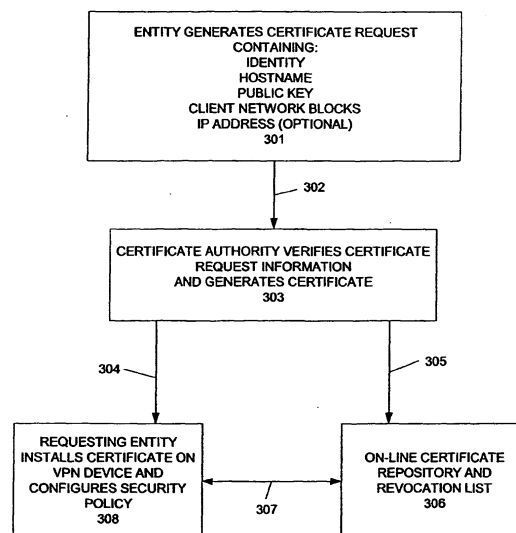 ENTITY GENERATES CERTIFICATE REQUEST
CONTAINING:
IDENTITY
HOSTNAME
PUBLIC KEY
CLIENT NETWORK BLOCKS
IP ADDRESS (OPTIONAL)
301
302
CERTIFICATE AUTHORITY VERIFIES CERTIFICATE
REQUEST INFORMATION
AND GENERATES CERTIFICATE
303
304
305
REQUESTING ENTITY
INSTALLS CERTIFICATE ON
VPN DEVICE AND
CONFIGURES SECURITY
POLICY
308
307
ON-LINE CERTIFICATE
REPOSITORY AND
REVOCATION LIST
306